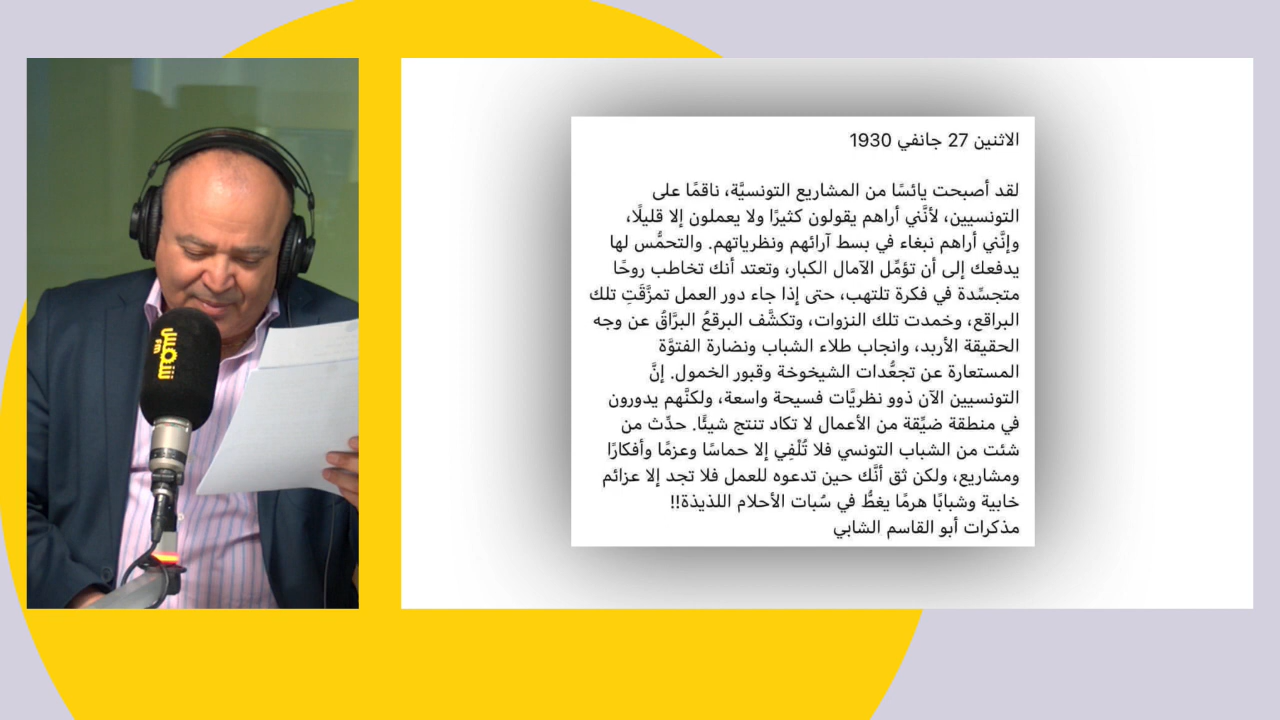 الاثنين 27 جانفي 1930
لقد أصبحت يائسًا من المشاريع التونسيَّة، ناقمًا على
التونسيين، لأنَّني أراهم يقولون كثيرًا ولا يعملون إلا قليلًا،
وإنَّني أراهم نبغاء في بسط آرائهم ونظرياتهم. والتحمُّس لها
يدفعك إلى أن تؤمِّل الآمال الكبار، وتعتد أنك تخاطب روحًا
متجسِّدة في فكرة تلتهب، حتى إذا جاء دور العمل تمزَّقَتِ تلك
البراقع، وخمدت تلك النزوات، وتكشَّف البرقعُ البرَّاقُ عن وجه
الحقيقة الأربد، وانجاب طلاء الشباب ونضارة الفتوَّة
المستعارة عن تجعُّدات الشيخوخة وقبور الخمول. إنَّ
التونسيين الآن ذوو نظريَّات فسيحة واسعة، ولكنَّهم يدورون
في منطقة ضيِّقة من الأعمال لا تكاد تنتج شيئًا. حدِّث من
شئت من الشباب التونسي فلا تُلْفِي إلا حماسًا وعزمًا وأفكارًا
ومشاريع، ولكن ثق أنَّك حين تدعوه للعمل فلا تجد إلا عزائم
خابية وشبابًا هرمًا يغطُّ في سُبات الأحلام اللذيذة!!
مذكرات أبو القاسم الشابي
شمس
fm